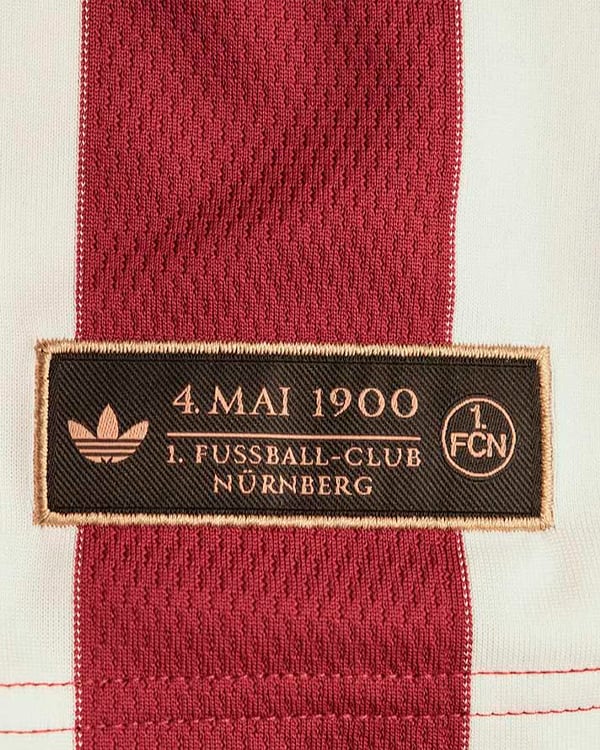 4. MAI 1900
1. FUSSBALL-CLUB
NÜRNBERG
1.
FCN